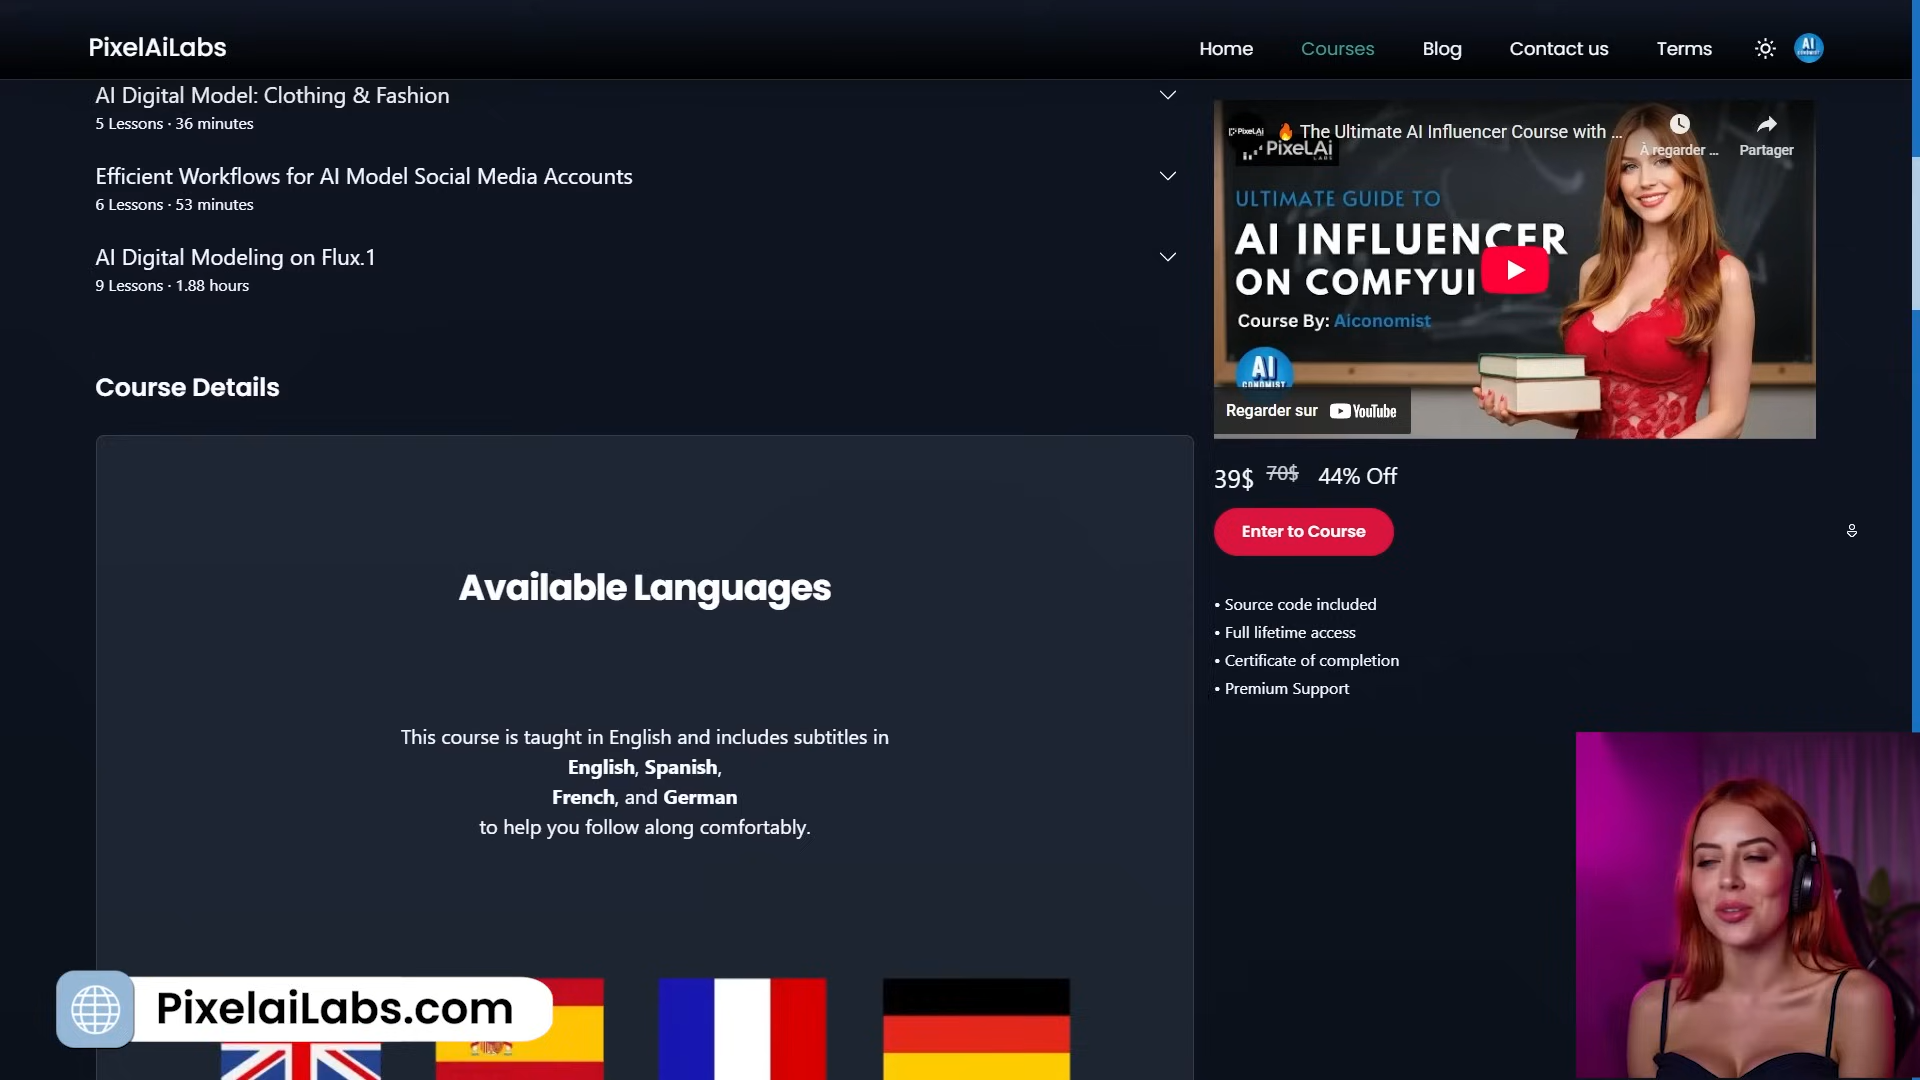 PixelAiLabs
Home
Courses
Blog
Contact us
Terms
AI
CONOMIST
AI Digital Model: Clothing & Fashion
5 Lessons · 36 minutes
Efficient Workflows for AI Model Social Media Accounts
6 Lessons · 53 minutes
AI Digital Modeling on Flux.1
9 Lessons · 1.88 hours
Course Details
Available Languages
This course is taught in English and includes subtitles in
English, Spanish,
French, and German
to help you follow along comfortably.
PixelaiLabs.com
PixelAi
🔥 The Ultimate AI Influencer Course with ...
À regarder ...
Partager
PixelAi
LABS
ULTIMATE GUIDE TO
AI INFLUENCER
ON COMFYUI
Course By: Aiconomist
AI
CONOMIST
Regarder sur YouTube
39$ 70$ 44% Off
Enter to Course
• Source code included
• Full lifetime access
• Certificate of completion
• Premium Support